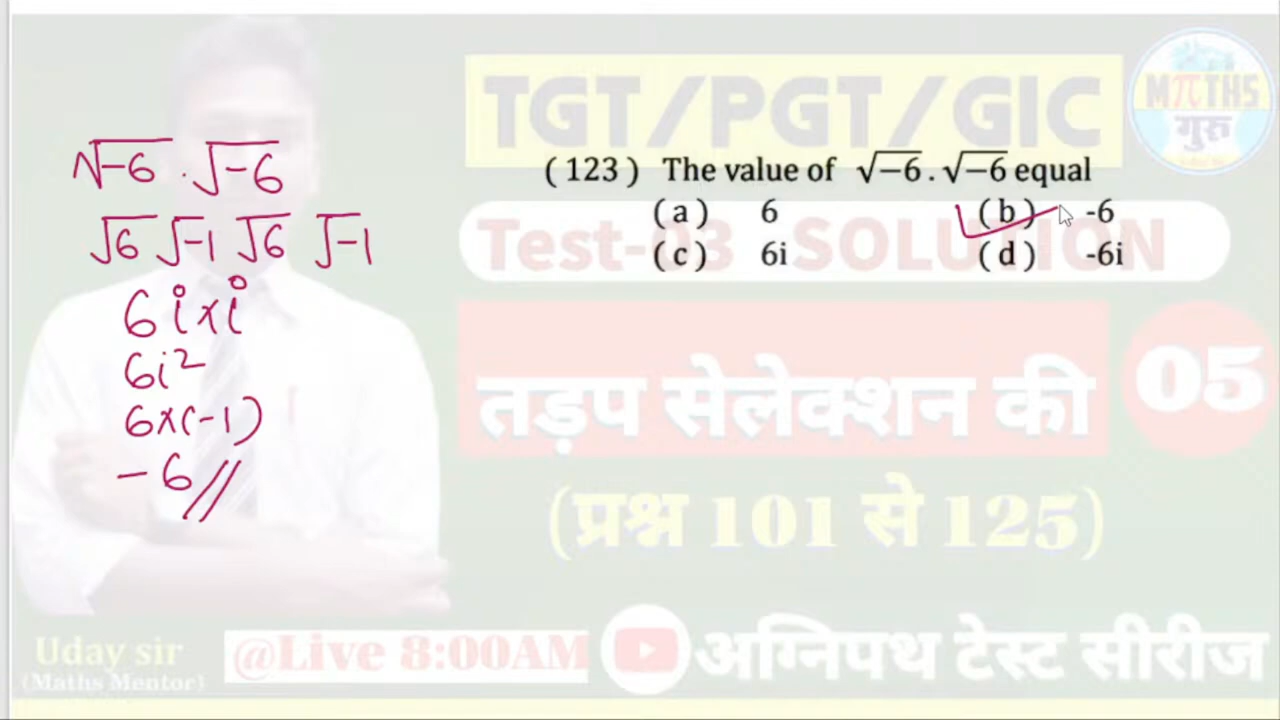 TGT/PGT/GIC
MπTHS
गुरु
√-6 . √-6
√6 √-1 √6 √-1
6 i × i
6i²
6×(-1)
-6//
( 123 ) The value of √−6 . √−6 equal
( a ) 6 ( b ) -6
( c ) 6i ( d ) -6i
Test-03 SOLUTION
तड़प सेलेक्शन की
05
(प्रश्न 101 से 125)
Uday sir
(Maths Mentor)
@Live 8:00AM
अग्निपथ टेस्ट सीरीज